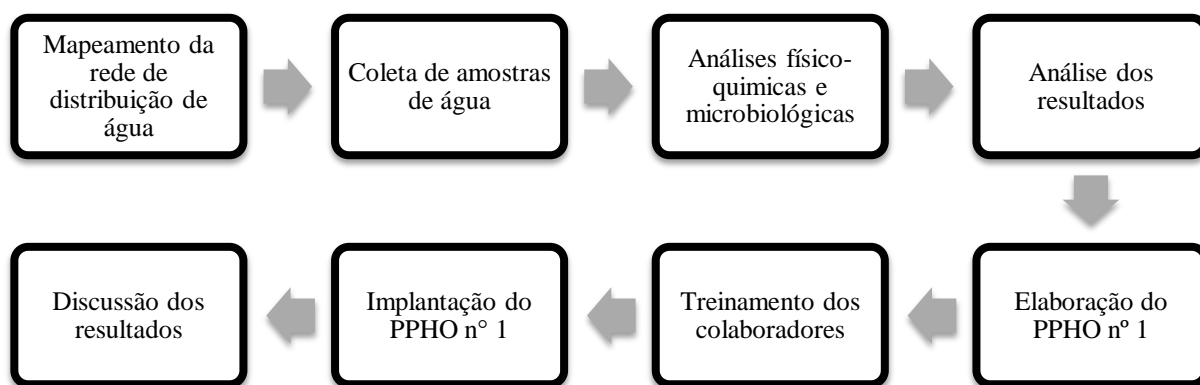 Mapeamento da
rede de
distribuição de
água
Coleta de amostras
de água
Análises físico-
quimicas e
microbiológicas
Análise dos
resultados
Elaboração do
PPHO nº 1
Treinamento dos
colaboradores
Implantação do
PPHO n° 1
Discussão dos
resultados